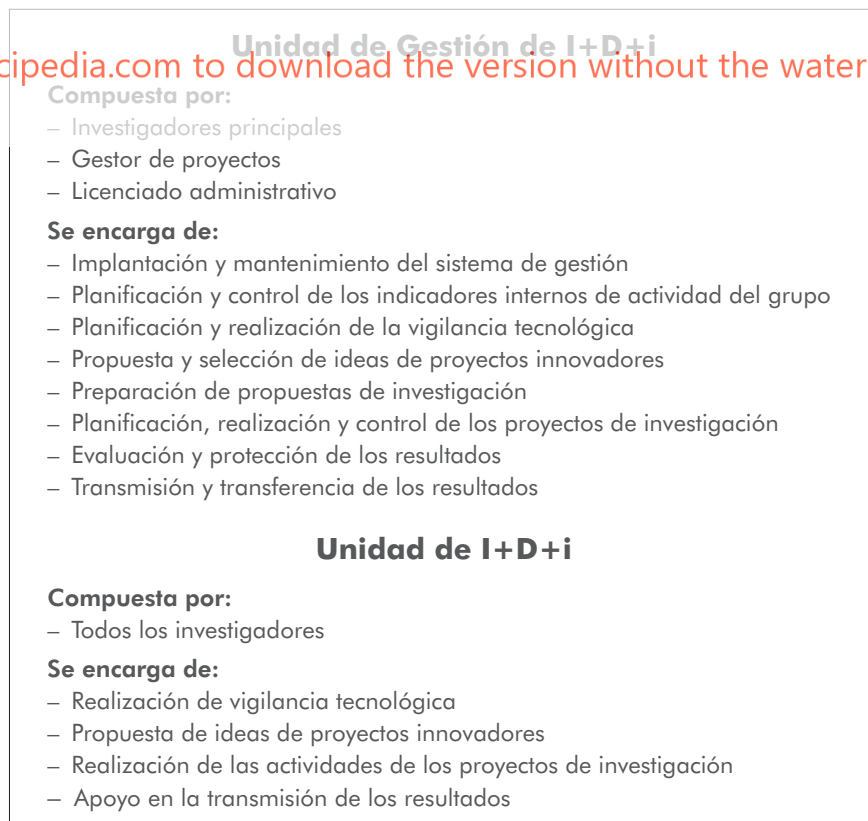 Unidad de Gestión de I+D+i
cipedia.com to download the version without the water
Compuesta por:
– Investigadores principales
– Gestor de proyectos
– Licenciado administrativo
Se encarga de:
– Implantación y mantenimiento del sistema de gestión
– Planificación y control de los indicadores internos de actividad del grupo
– Planificación y realización de la vigilancia tecnológica
– Propuesta y selección de ideas de proyectos innovadores
– Preparación de propuestas de investigación
– Planificación, realización y control de los proyectos de investigación
– Evaluación y protección de los resultados
– Transmisión y transferencia de los resultados
Unidad de I+D+i
Compuesta por:
– Todos los investigadores
Se encarga de:
– Realización de vigilancia tecnológica
– Propuesta de ideas de proyectos innovadores
– Realización de las actividades de los proyectos de investigación
– Apoyo en la transmisión de los resultados